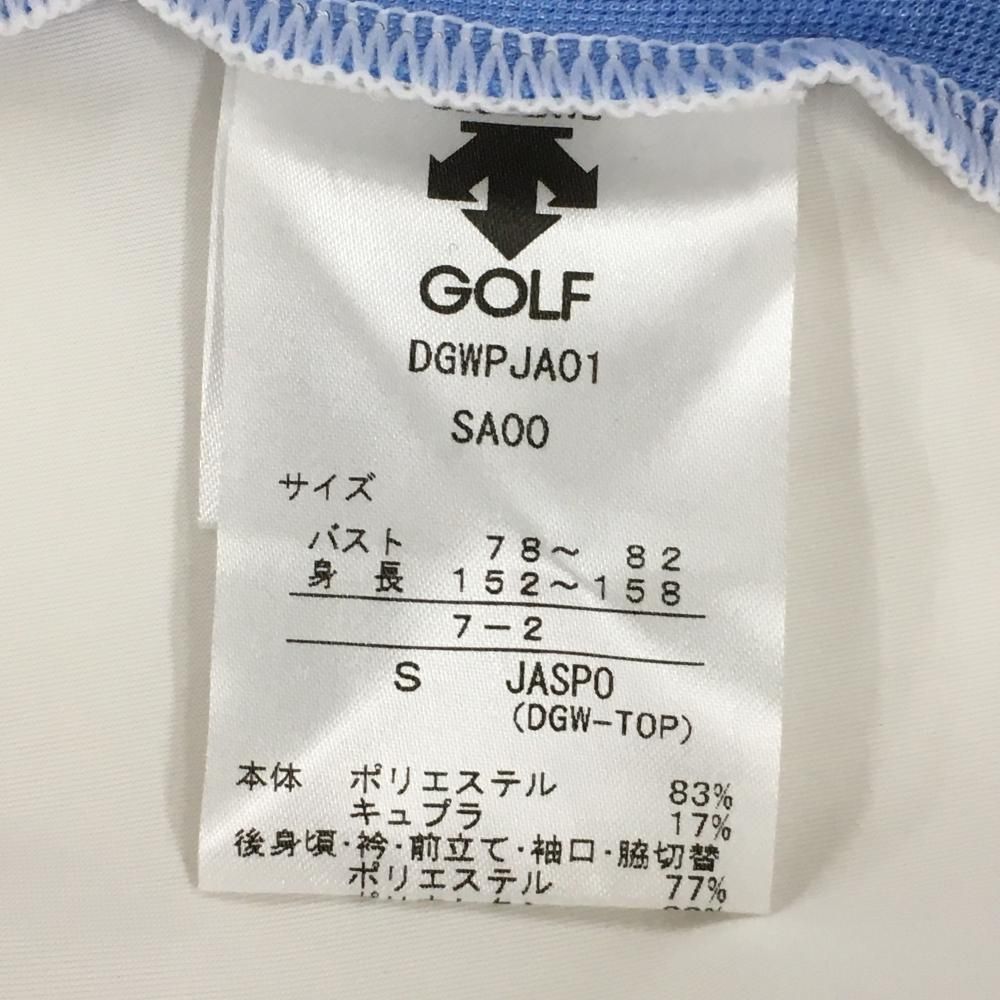 GOLF
DGWPJA01
SA00
サイズ
バスト 78〜 82
身 長 152〜158
7−2
S JASPO
(DGW-TOP)
本体 ポリエステル 83%
キュプラ 17%
後身頃・衿・前立て・袖口・脇切替
ポリエステル 77%